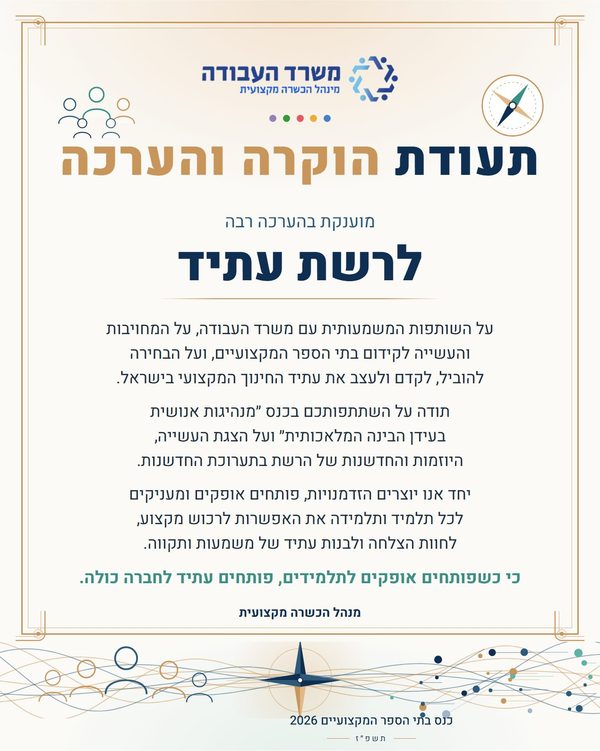 משרד העבודה
מינהל הכשרה מקצועית
תעודת הוקרה והערכה
מוענקת בהערכה רבה
לרשת עתיד
על השותפות המשמעותית עם משרד העבודה, על המחויבות
והעשייה לקידום בתי הספר המקצועיים, ועל הבחירה
להוביל, לקדם ולעצב את עתיד החינוך המקצועי בישראל.
תודה על השתתפותכם בכנס "מנהיגות אנושית
בעידן הבינה המלאכותית" ועל הצגת העשייה,
היוזמות והחדשנות של הרשת בתערוכת החדשנות.
יחד אנו יוצרים הזדמנויות, פותחים אופקים ומעניקים
לכל תלמיד ותלמידה את האפשרות לרכוש מקצוע,
לחוות הצלחה ולבנות עתיד של משמעות ותקווה.
כי כשפותחים אופקים לתלמידים, פותחים עתיד לחברה כולה.
מנהל הכשרה מקצועית
כנס בתי הספר המקצועיים 2026
תשפ"ז